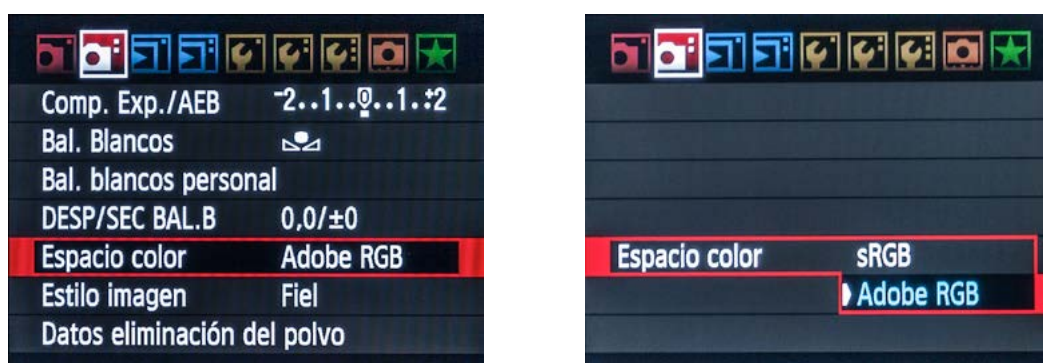 Comp. Exp./AEB -2..1..0..1..+2
Bal. Blancos
Bal. blancos personal
DESP/SEC BAL.B 0,0/±0
Espacio color Adobe RGB
Estilo imagen Fiel
Datos eliminación del polvo
Espacio color sRGB
Adobe RGB